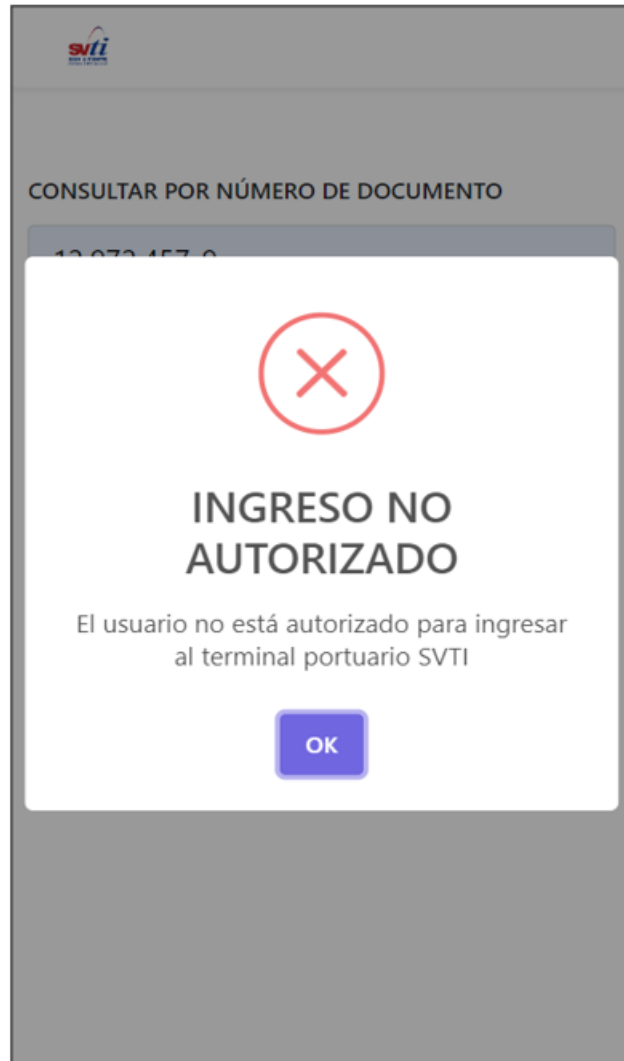 svti
CONSULTAR POR NÚMERO DE DOCUMENTO
INGRESO NO
AUTORIZADO
El usuario no está autorizado para ingresar
al terminal portuario SVTI
OK